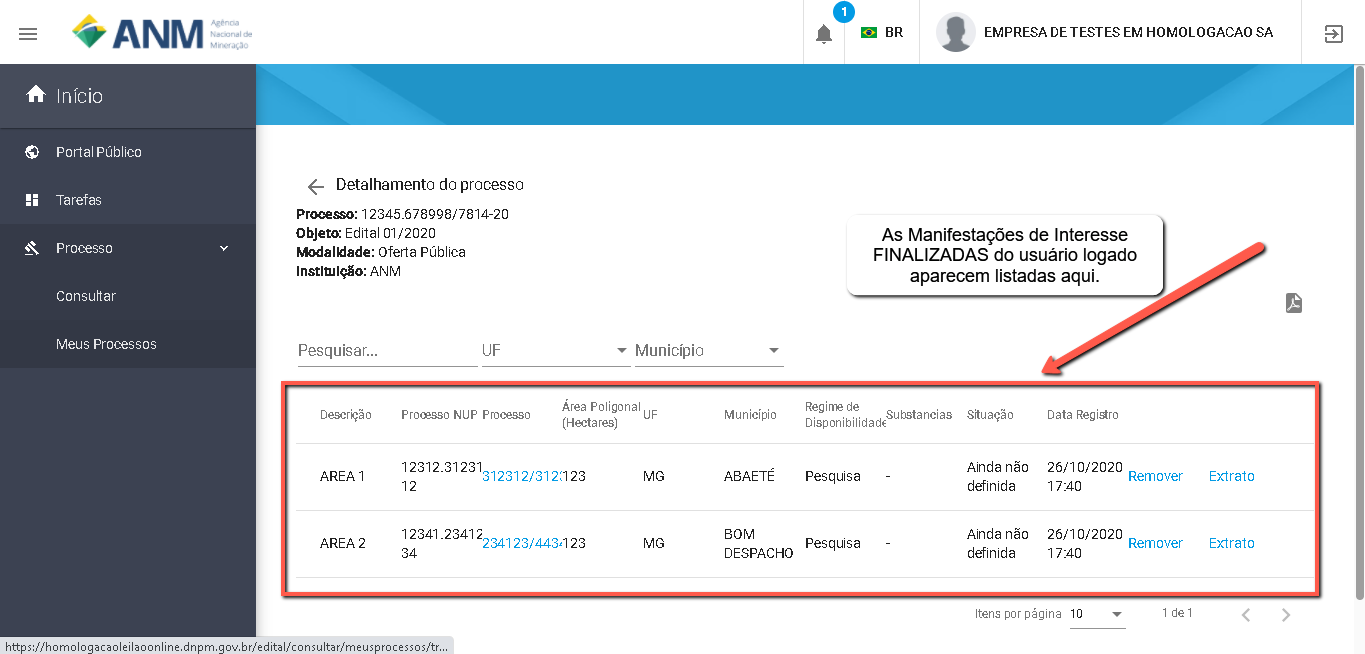 ANM
Agência
Nacional de
Mineração
1
BR
EMPRESA DE TESTES EM HOMOLOGACAO SA
Início
Portal Público
Tarefas
Processo
Consultar
Meus Processos
Detalhamento do processo
Processo: 12345.678998/7814-20
Objeto: Edital 01/2020
Modalidade: Oferta Pública
Instituição: ANM
As Manifestações de Interesse
FINALIZADAS do usuário logado
aparecem listadas aqui.
Pesquisar... UF Município
Descrição Processo NUP Processo Área Poligonal (Hectares) UF Município Regime de Disponibilidade Substancias Situação Data Registro
AREA 1 12312.31231 12 312312/312 123 MG ABAETÉ Pesquisa - Ainda não definida 26/10/2020 17:40 Remover Extrato
AREA 2 12341.23412 34 234123/443 123 MG BOM DESPACHO Pesquisa - Ainda não definida 26/10/2020 17:40 Remover Extrato
Itens por página 10 1 de 1
https://homologacaoleilaoonline.dnpm.gov.br/edital/consultar/meusprocessos/tr...